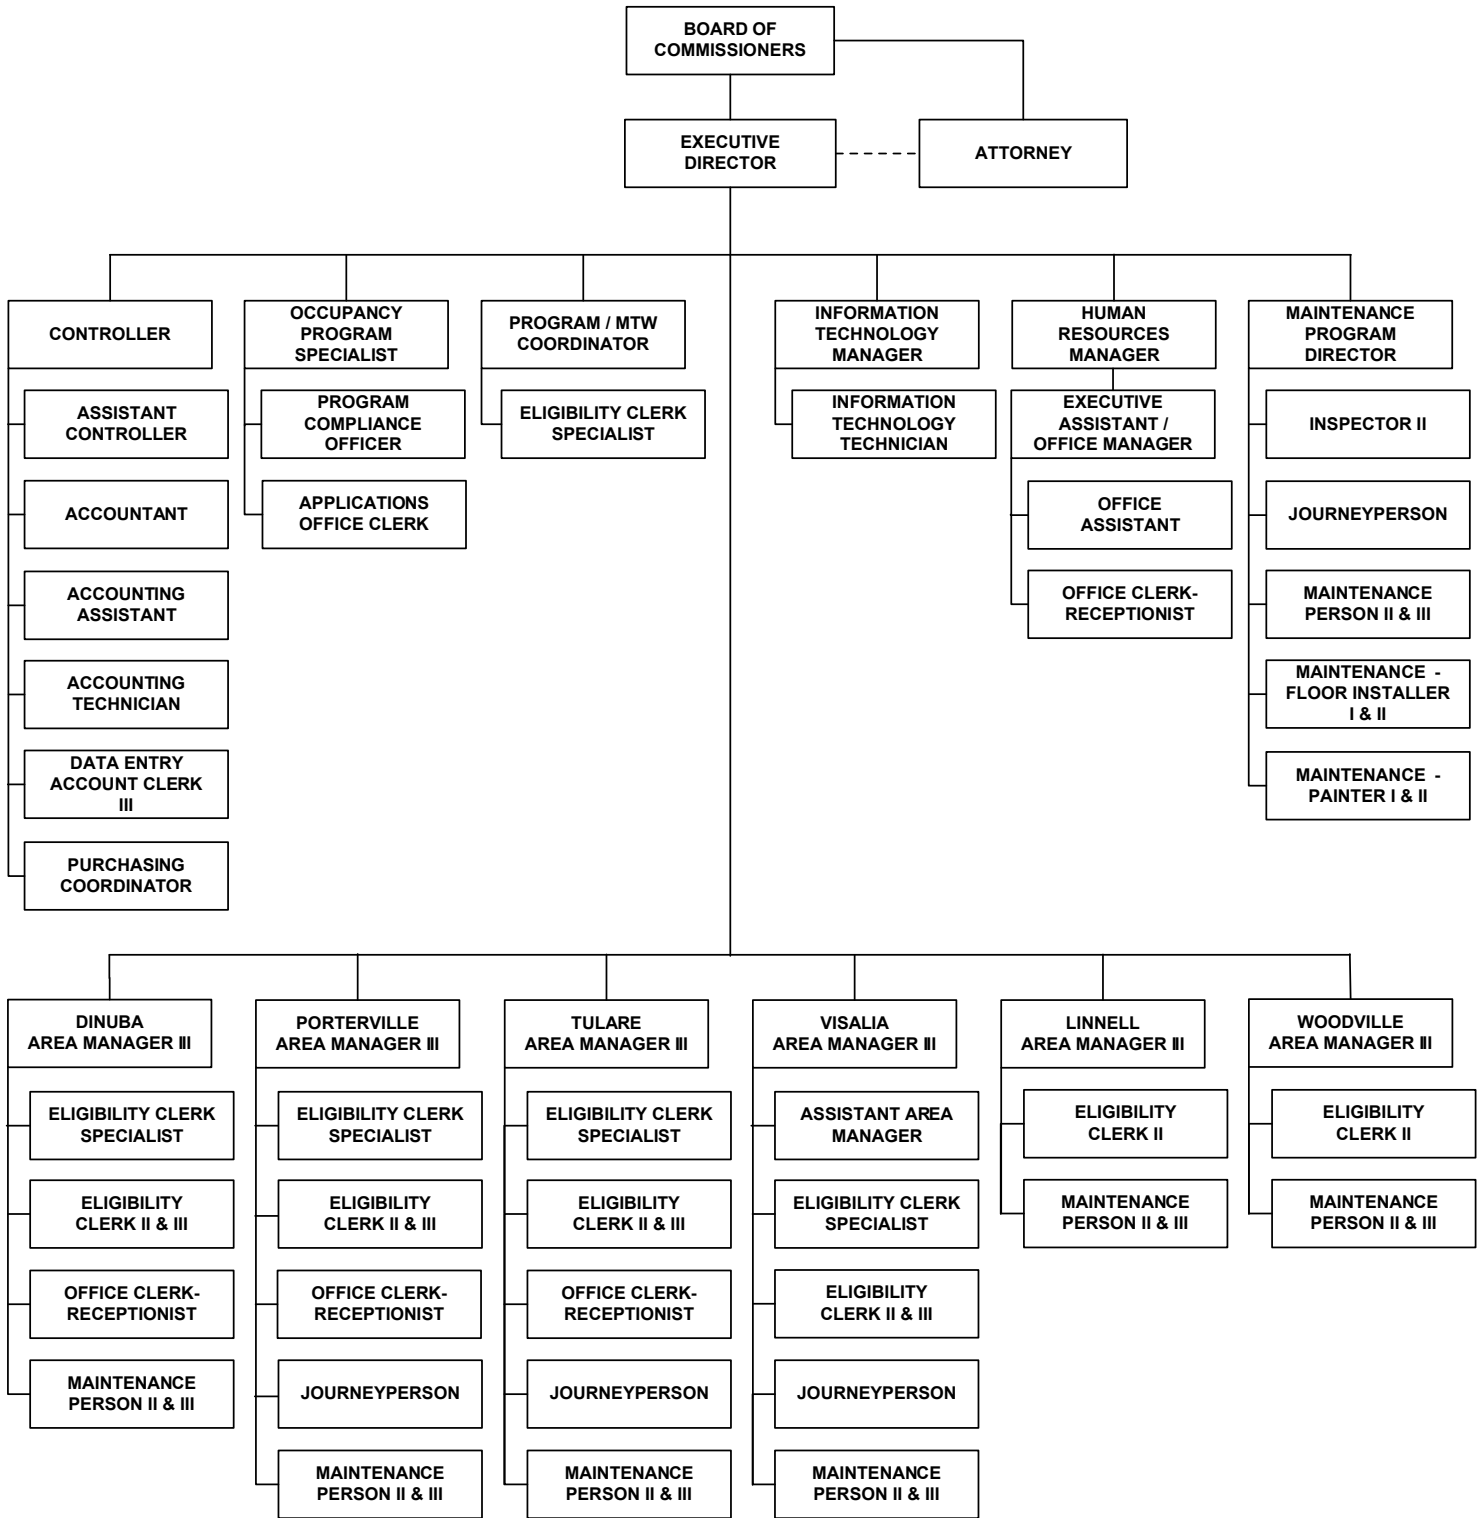 BOARD OF
COMMISSIONERS
EXECUTIVE
DIRECTOR
ATTORNEY
CONTROLLER
OCCUPANCY
PROGRAM
SPECIALIST
PROGRAM / MTW
COORDINATOR
INFORMATION
TECHNOLOGY
MANAGER
HUMAN
RESOURCES
MANAGER
MAINTENANCE
PROGRAM
DIRECTOR
ASSISTANT
CONTROLLER
PROGRAM
COMPLIANCE
OFFICER
ELIGIBILITY CLERK
SPECIALIST
INFORMATION
TECHNOLOGY
TECHNICIAN
EXECUTIVE
ASSISTANT /
OFFICE MANAGER
INSPECTOR II
ACCOUNTANT
APPLICATIONS
OFFICE CLERK
OFFICE
ASSISTANT
JOURNEYPERSON
ACCOUNTING
ASSISTANT
OFFICE CLERK-
RECEPTIONIST
MAINTENANCE
PERSON II & III
ACCOUNTING
TECHNICIAN
MAINTENANCE -
FLOOR INSTALLER
I & II
DATA ENTRY
ACCOUNT CLERK
III
MAINTENANCE -
PAINTER I & II
PURCHASING
COORDINATOR
DINUBA
AREA MANAGER III
PORTERVILLE
AREA MANAGER III
TULARE
AREA MANAGER III
VISALIA
AREA MANAGER III
LINNELL
AREA MANAGER III
WOODVILLE
AREA MANAGER III
ELIGIBILITY CLERK
SPECIALIST
ELIGIBILITY CLERK
SPECIALIST
ELIGIBILITY CLERK
SPECIALIST
ASSISTANT AREA
MANAGER
ELIGIBILITY
CLERK II
ELIGIBILITY
CLERK II
ELIGIBILITY
CLERK II & III
ELIGIBILITY
CLERK II & III
ELIGIBILITY
CLERK II & III
ELIGIBILITY CLERK
SPECIALIST
MAINTENANCE
PERSON II & III
MAINTENANCE
PERSON II & III
OFFICE CLERK-
RECEPTIONIST
OFFICE CLERK-
RECEPTIONIST
OFFICE CLERK-
RECEPTIONIST
ELIGIBILITY
CLERK II & III
MAINTENANCE
PERSON II & III
JOURNEYPERSON
JOURNEYPERSON
JOURNEYPERSON
MAINTENANCE
PERSON II & III
MAINTENANCE
PERSON II & III
MAINTENANCE
PERSON II & III